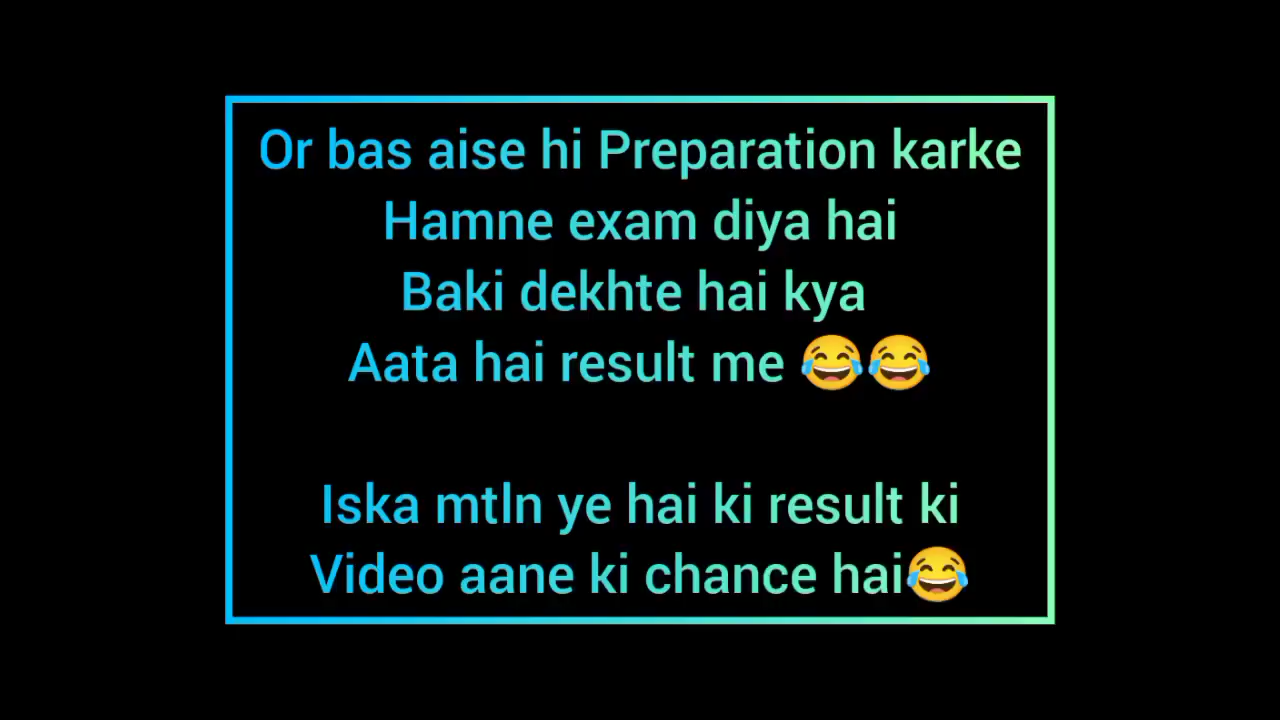 Or bas aise hi Preparation karke
Hamne exam diya hai
Baki dekhte hai kya
Aata hai result me 😂😂
Iska mtln ye hai ki result ki
Video aane ki chance hai😂